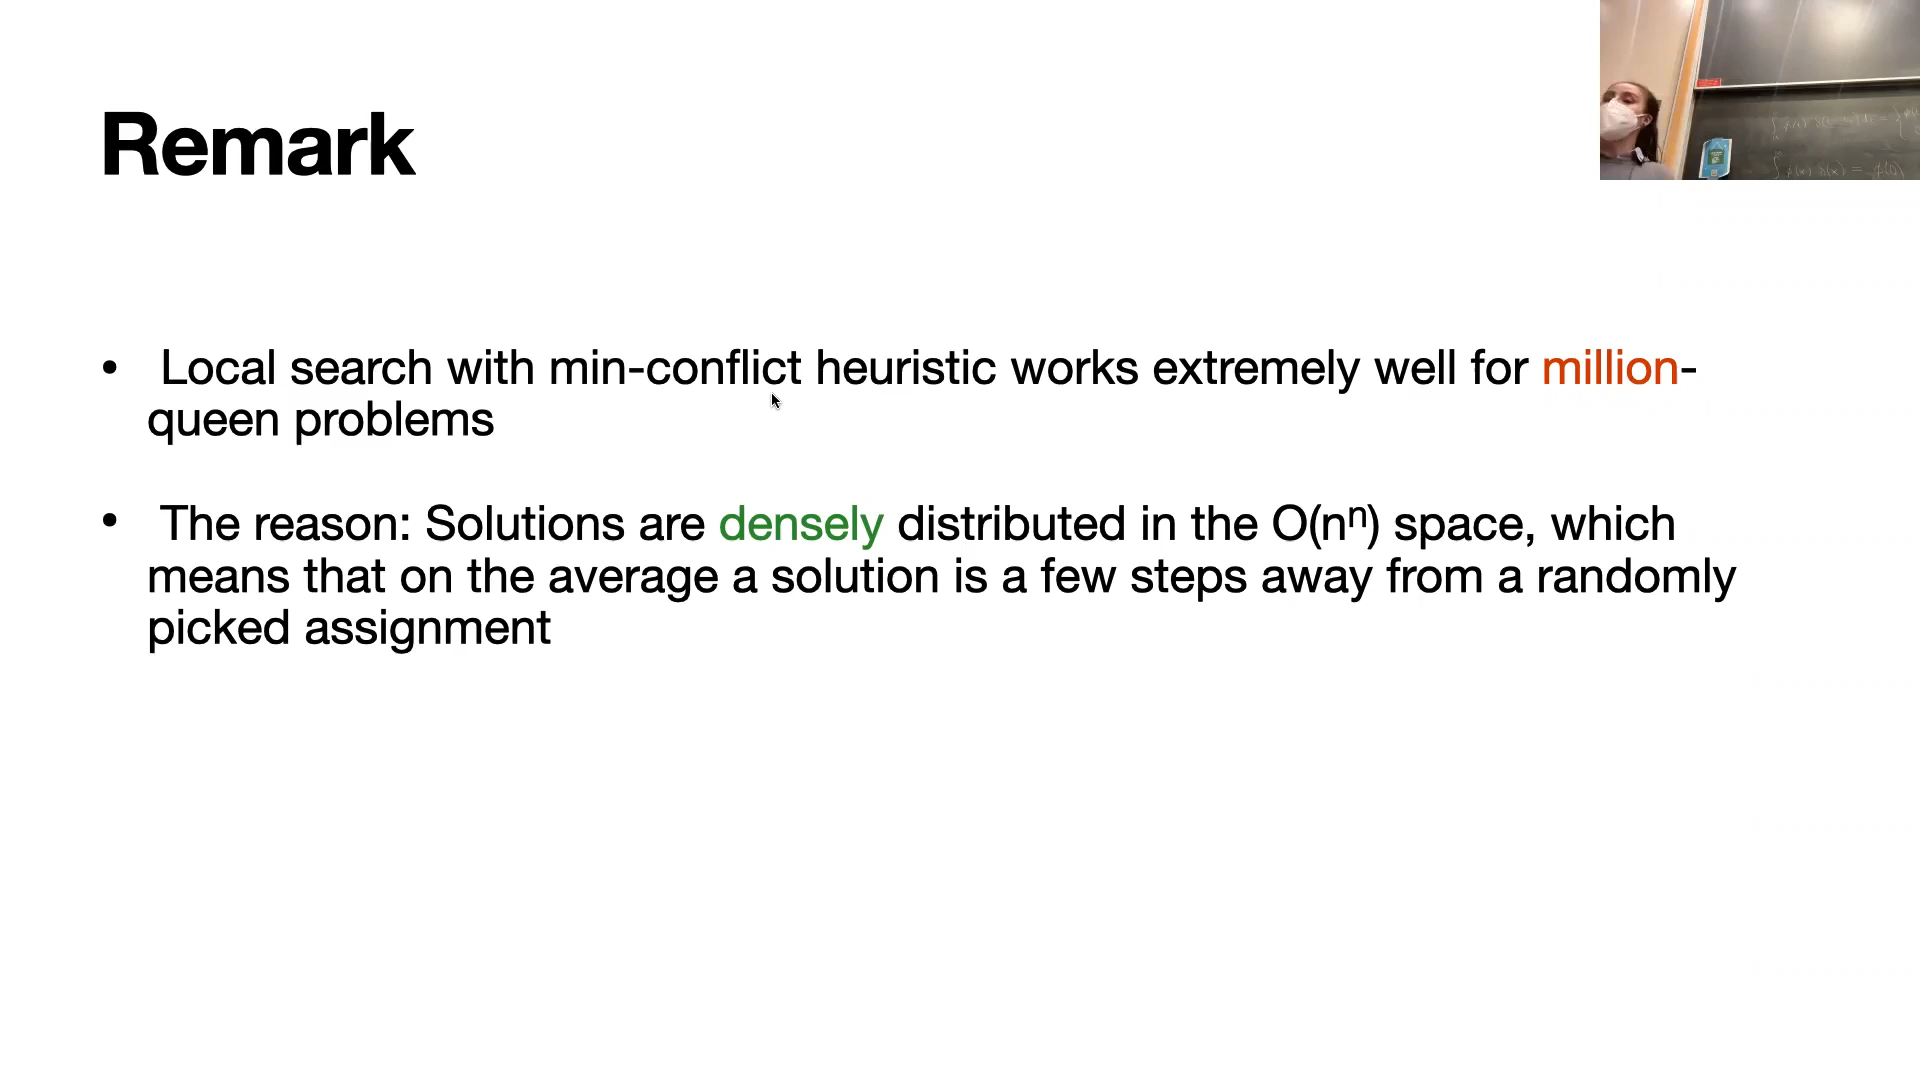 Remark
• Local search with min-conflict heuristic works extremely well for million-
queen problems
• The reason: Solutions are densely distributed in the O(nⁿ) space, which
means that on the average a solution is a few steps away from a randomly
picked assignment